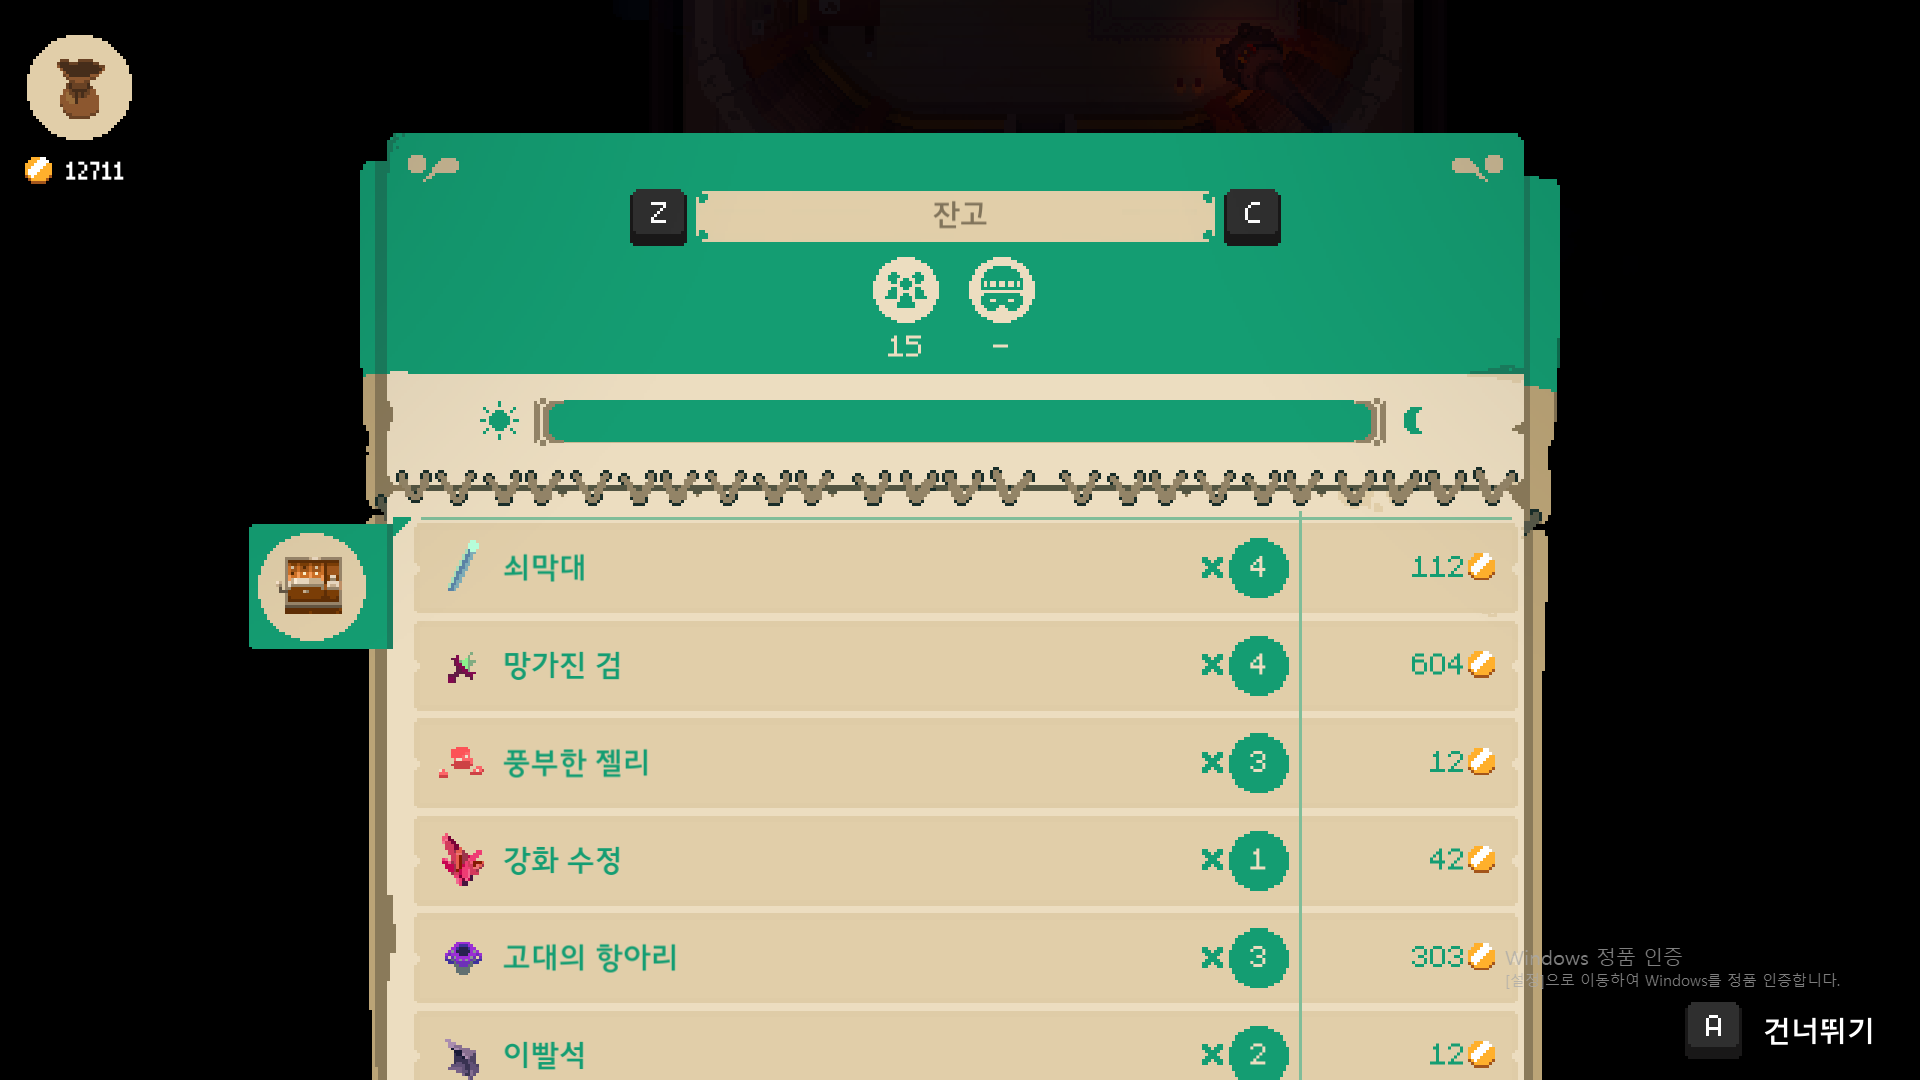 12711
Z 잔고 C
15 -
쇠막대 × 4 112
망가진 검 × 4 604
풍부한 젤리 × 3 12
강화 수정 × 1 42
고대의 항아리 × 3 303
이빨석 × 2 12
Windows 정품 인증
[설정]으로 이동하여 Windows를 정품 인증합니다.
A 건너뛰기